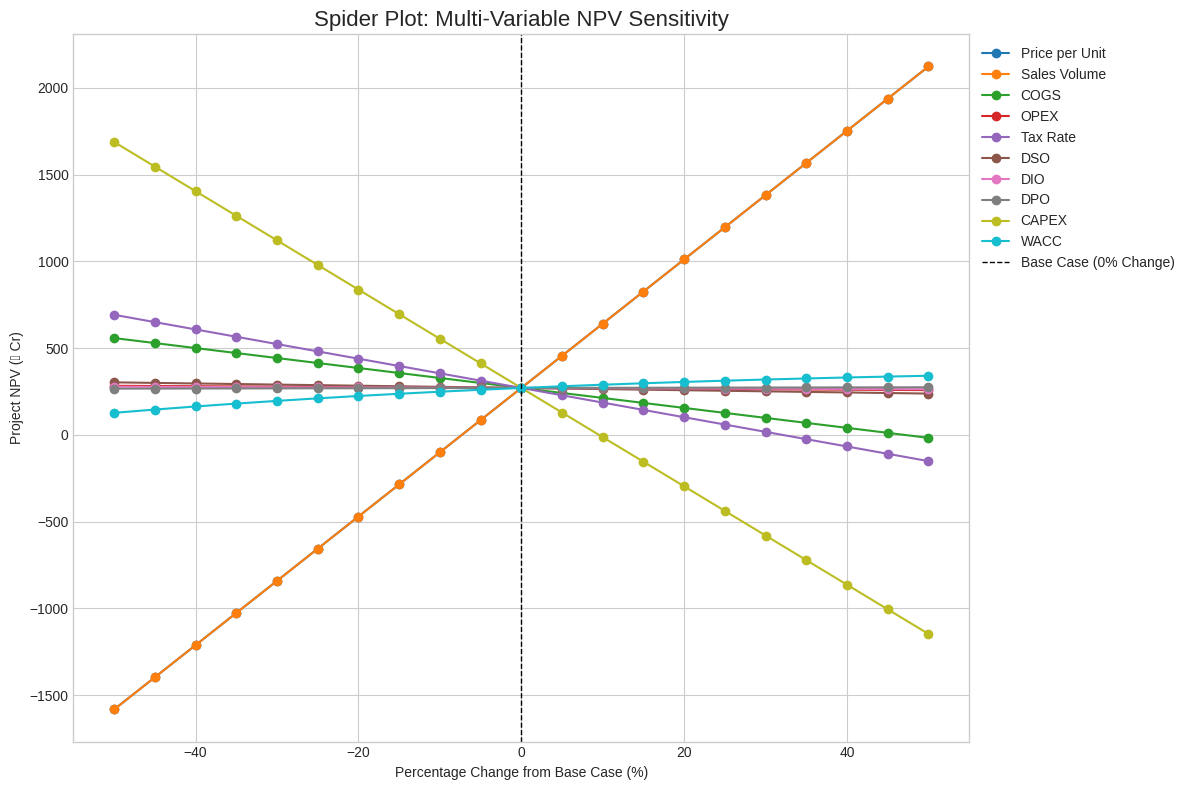 Spider Plot: Multi-Variable NPV Sensitivity
Project NPV (▯ Cr)
2000
1500
1000
500
0
−500
−1000
−1500
−40
−20
0
20
40
Percentage Change from Base Case (%)
Price per Unit
Sales Volume
COGS
OPEX
Tax Rate
DSO
DIO
DPO
CAPEX
WACC
Base Case (0% Change)